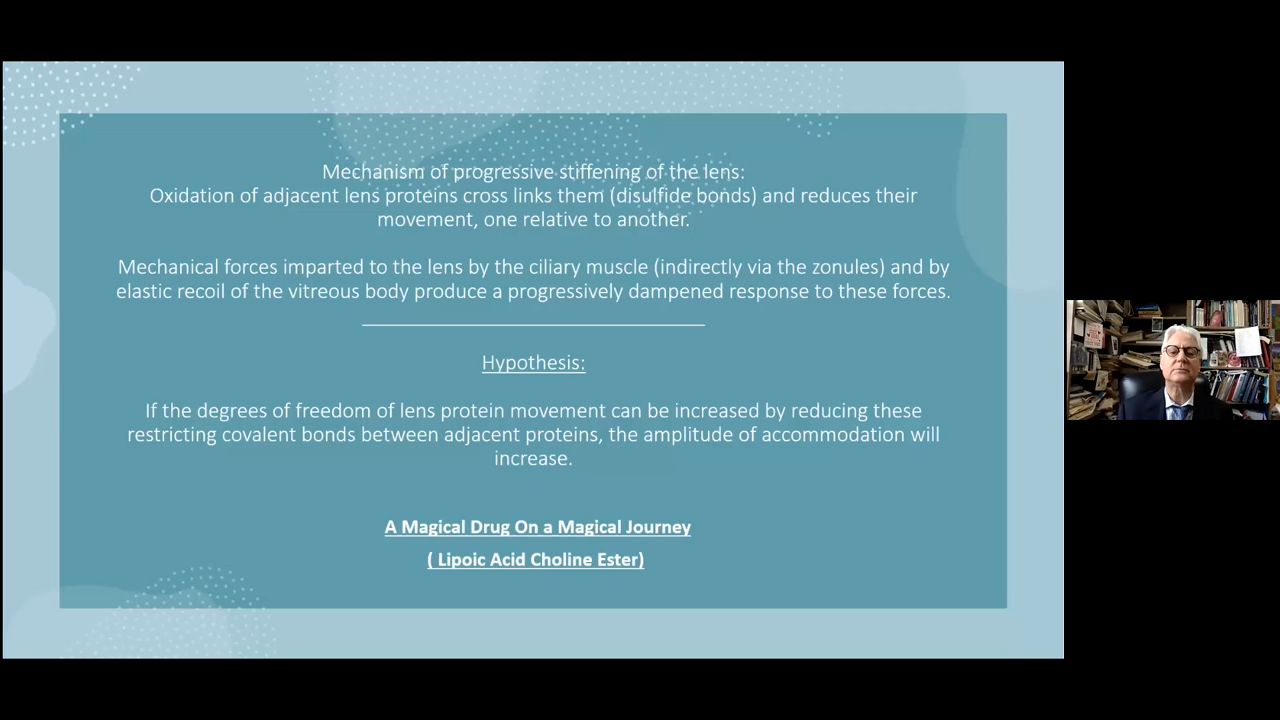 Mechanism of progressive stiffening of the lens:
Oxidation of adjacent lens proteins cross links them (disulfide bonds) and reduces their
movement, one relative to another.
Mechanical forces imparted to the lens by the ciliary muscle (indirectly via the zonules) and by
elastic recoil of the vitreous body produce a progressively dampened response to these forces.
Hypothesis:
If the degrees of freedom of lens protein movement can be increased by reducing these
restricting covalent bonds between adjacent proteins, the amplitude of accommodation will
increase.
A Magical Drug On a Magical Journey
( Lipoic Acid Choline Ester)